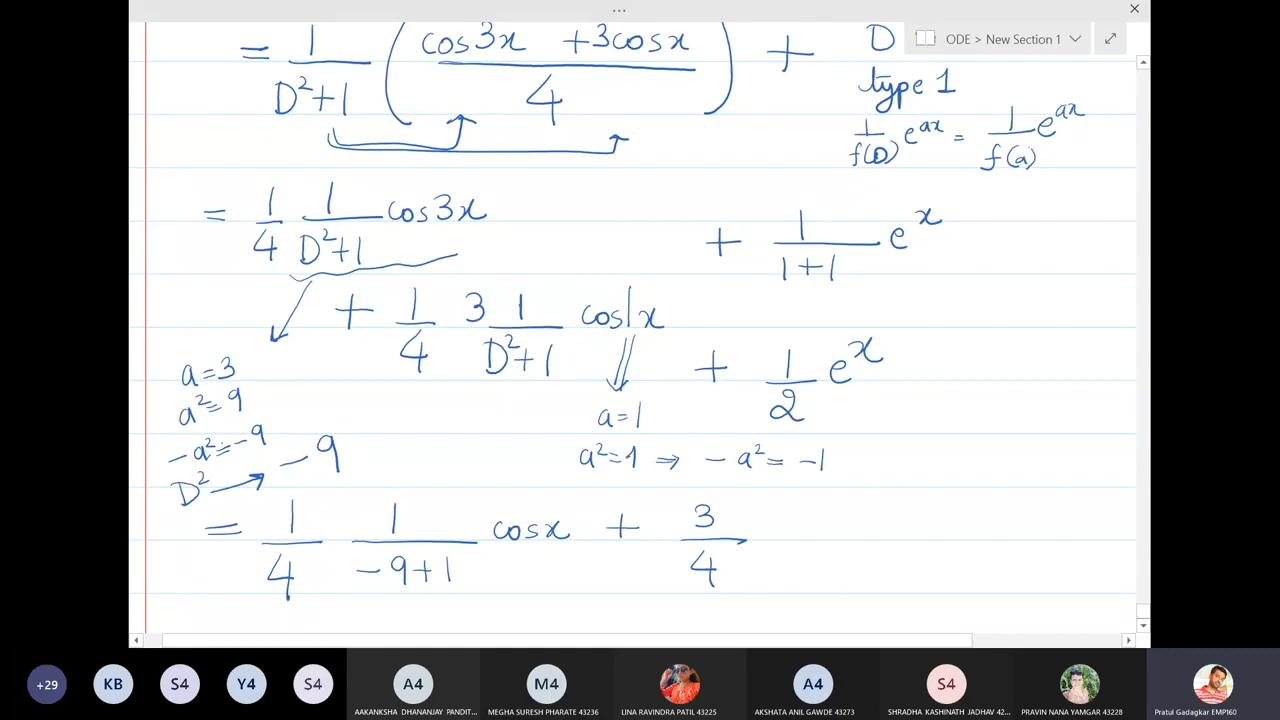 ...
ODE > New Section 1
= 1/(D²+1) ( (cos3x + 3cosx)/4 ) + D
type 1
1/f(D) e^{ax} = 1/f(a) e^{ax}
= 1/4 1/(D²+1) cos3x + 1/(1+1) e^x
+ 1/4 3 1/(D²+1) cos1x + 1/2 e^x
a=3
a²=9
-a²=-9
D² → -9
a=1
a²=1 ⇒ -a²= -1
= 1/4 1/(-9+1) cosx + 3/4
+29 KB S4 Y4 S4 A4 M4 A4 S4
AAKANKSHA DHANANJAY PANDIT... MEGHA SURESH PHARATE 43236 LINA RAVINDRA PATIL 43225 AKSHATA ANIL GAWDE 43273 SHRADHA KASHINATH JADHAV 42... PRAVIN NANA YAMGAR 43228 Pratul Gadagkar EMP60